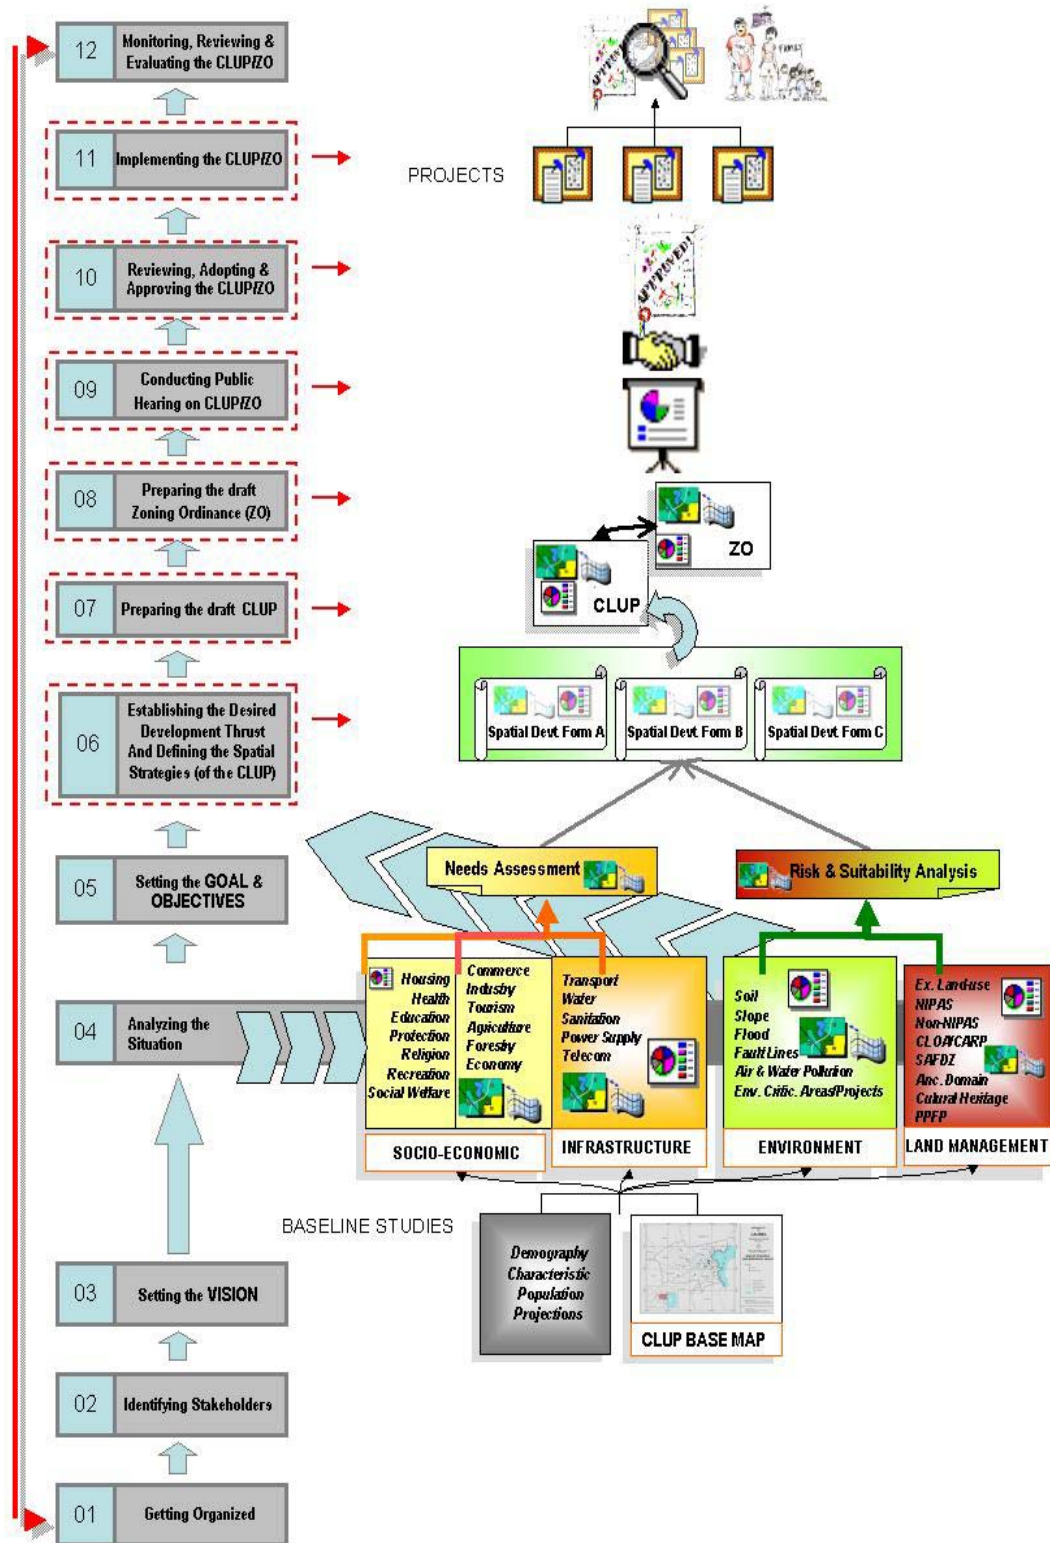 12
Monitoring, Reviewing &
Evaluating the CLUP/ZO
11
Implementing the CLUP/ZO
10
Reviewing, Adopting &
Approving the CLUP/ZO
09
Conducting Public
Hearing on CLUP/ZO
08
Preparing the draft
Zoning Ordinance (ZO)
07
Preparing the draft CLUP
06
Establishing the Desired
Development Thrust
And Defining the Spatial
Strategies (of the CLUP)
05
Setting the GOAL &
OBJECTIVES
04
Analyzing the
Situation
03
Setting the VISION
02
Identifying Stakeholders
01
Getting Organized
APPROVED!
FAMILY
PROJECTS
APPROVED!
ZO
CLUP
Spatial Devt. Form A
Spatial Devt. Form B
Spatial Devt. Form C
Needs Assessment
Risk & Suitability Analysis
Housing
Health
Education
Protection
Religion
Recreation
Social Welfare
Commerce
Industry
Tourism
Agriculture
Forestry
Economy
SOCIO-ECONOMIC
Transport
Water
Sanitation
Power Supply
Telecom
INFRASTRUCTURE
Soil
Slope
Flood
Fault Lines
Air & Water Pollution
Env. Critic. Areas/Projects
ENVIRONMENT
Ex. Land-use
NIPAS
Non-NIPAS
CLOA/CARP
SAFDZ
Anc. Domain
Cultural Heritage
PPFP
LAND MANAGEMENT
BASELINE STUDIES
Demography
Characteristic
Population
Projections
CLUP BASE MAP